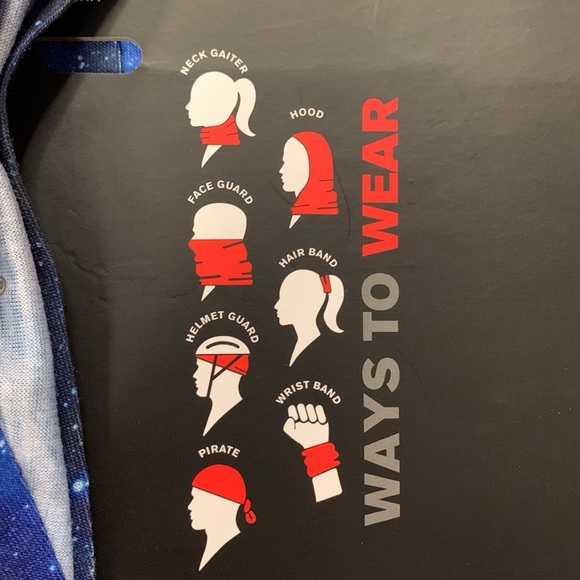 WAYS TO WEAR
NECK GAITER
FACE GUARD
HELMET GUARD
PIRATE
HOOD
HAIR BAND
WRIST BAND